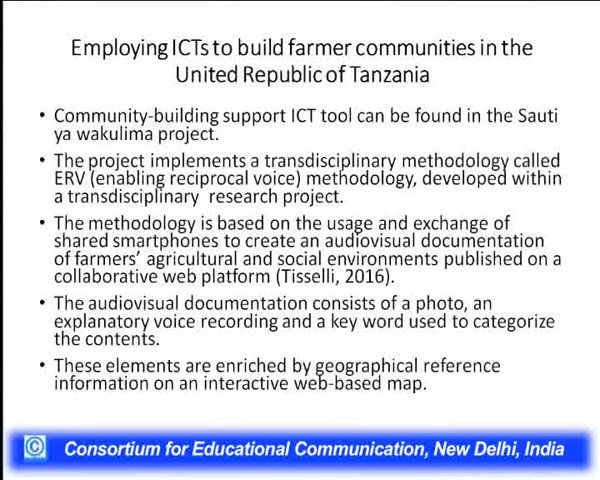 Employing ICTs to build farmer communities in the
United Republic of Tanzania
• Community-building support ICT tool can be found in the Sauti
ya wakulima project.
• The project implements a transdisciplinary methodology called
ERV (enabling reciprocal voice) methodology, developed within
a transdisciplinary research project.
• The methodology is based on the usage and exchange of
shared smartphones to create an audiovisual documentation
of farmers’ agricultural and social environments published on a
collaborative web platform (Tisselli, 2016).
• The audiovisual documentation consists of a photo, an
explanatory voice recording and a key word used to categorize
the contents.
• These elements are enriched by geographical reference
information on an interactive web-based map.
© Consortium for Educational Communication, New Delhi, India